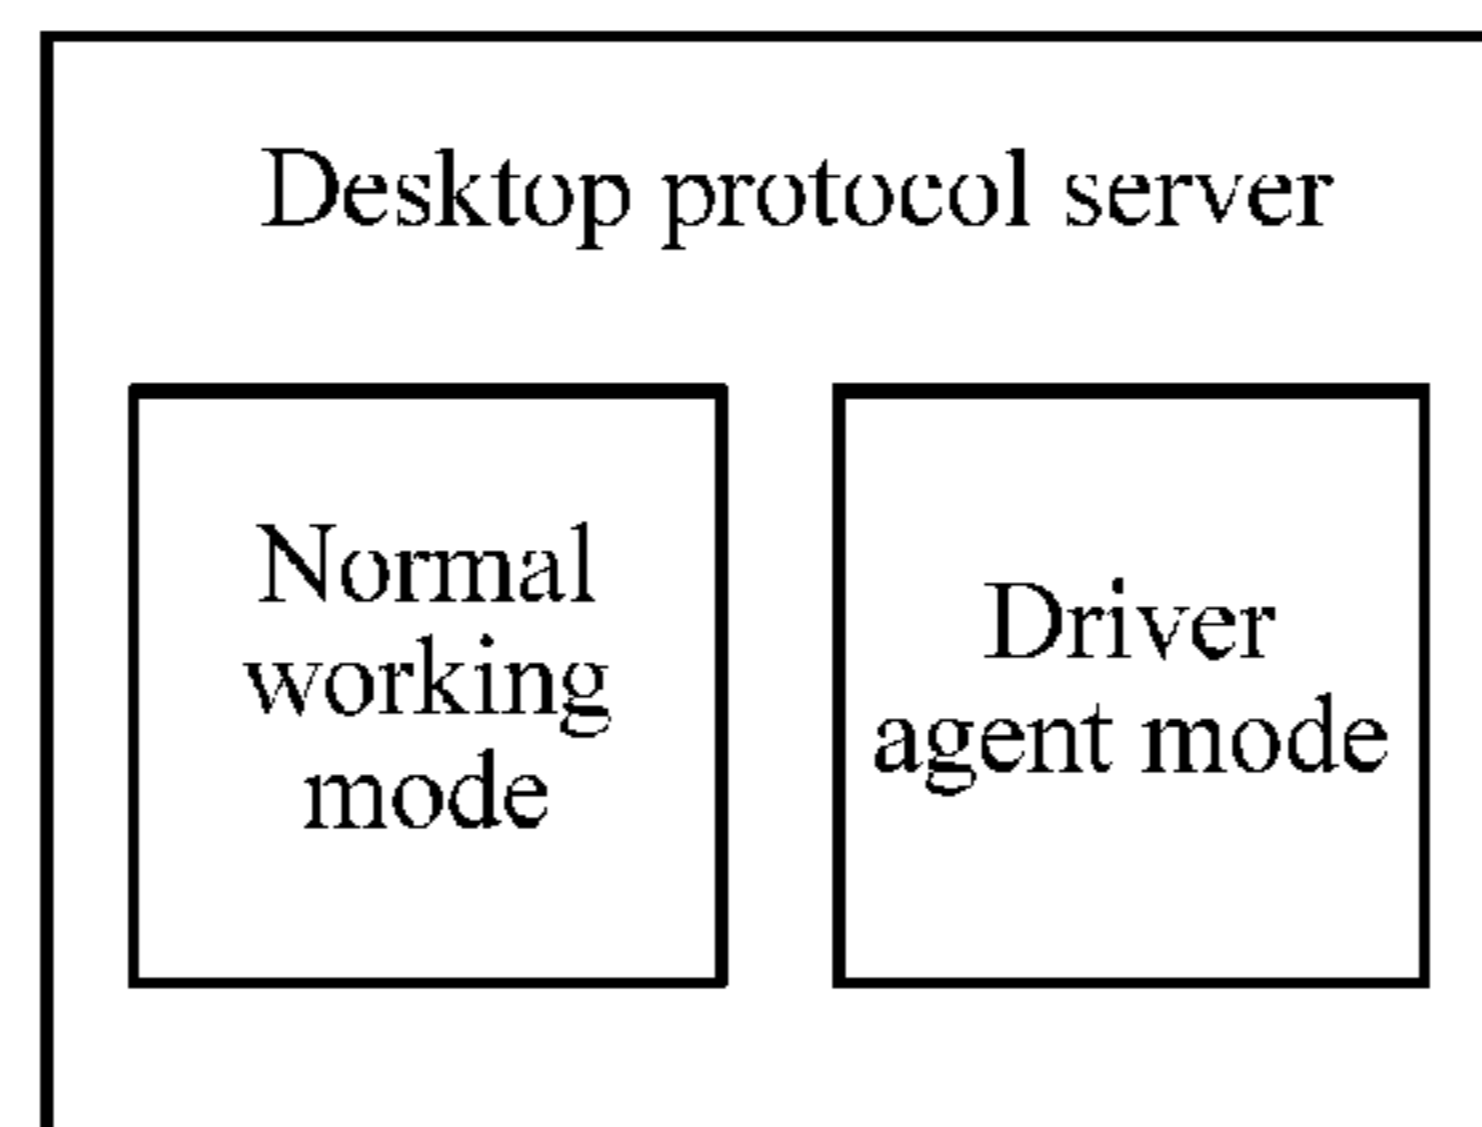 Desktop protocol server
Normal
working
mode
Driver
agent mode